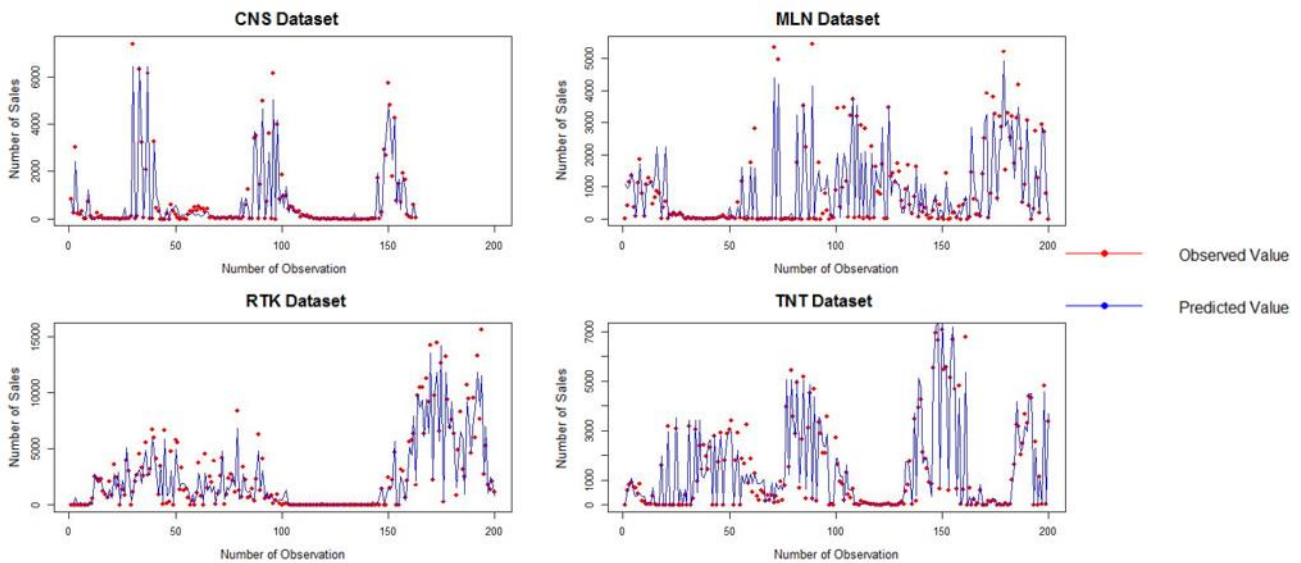 CNS Dataset
Number of Sales
0 2000 4000 6000
0 50 100 150 200
Number of Observation
MLN Dataset
Number of Sales
0 1000 2000 3000 4000 5000
0 50 100 150 200
Number of Observation
Observed Value
Predicted Value
RTK Dataset
Number of Sales
0 5000 10000 15000
0 50 100 150 200
Number of Observation
TNT Dataset
Number of Sales
0 1000 3000 5000 7000
0 50 100 150 200
Number of Observation